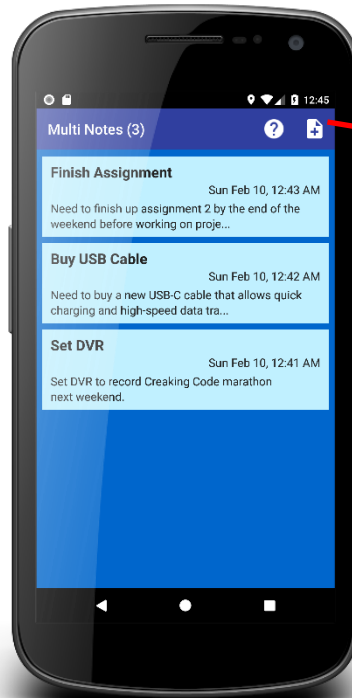 12:45
Multi Notes (3)
Finish Assignment
Sun Feb 10, 12:43 AM
Need to finish up assignment 2 by the end of the
weekend before working on proje...
Buy USB Cable
Sun Feb 10, 12:42 AM
Need to buy a new USB-C cable that allows quick
charging and high-speed data tra...
Set DVR
Sun Feb 10, 12:41 AM
Set DVR to record Creaking Code marathon
next weekend.